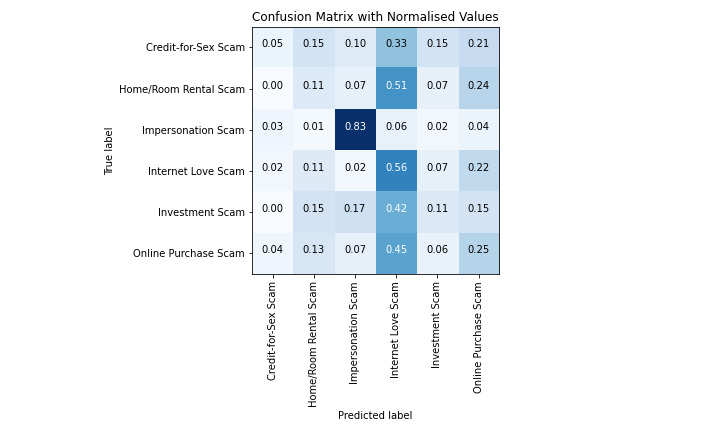 Confusion Matrix with Normalised Values
Credit-for-Sex Scam 0.05 0.15 0.10 0.33 0.15 0.21
Home/Room Rental Scam 0.00 0.11 0.07 0.51 0.07 0.24
Impersonation Scam 0.03 0.01 0.83 0.06 0.02 0.04
Internet Love Scam 0.02 0.11 0.02 0.56 0.07 0.22
Investment Scam 0.00 0.15 0.17 0.42 0.11 0.15
Online Purchase Scam 0.04 0.13 0.07 0.45 0.06 0.25
True label
Credit-for-Sex Scam
Home/Room Rental Scam
Impersonation Scam
Internet Love Scam
Investment Scam
Online Purchase Scam
Predicted label